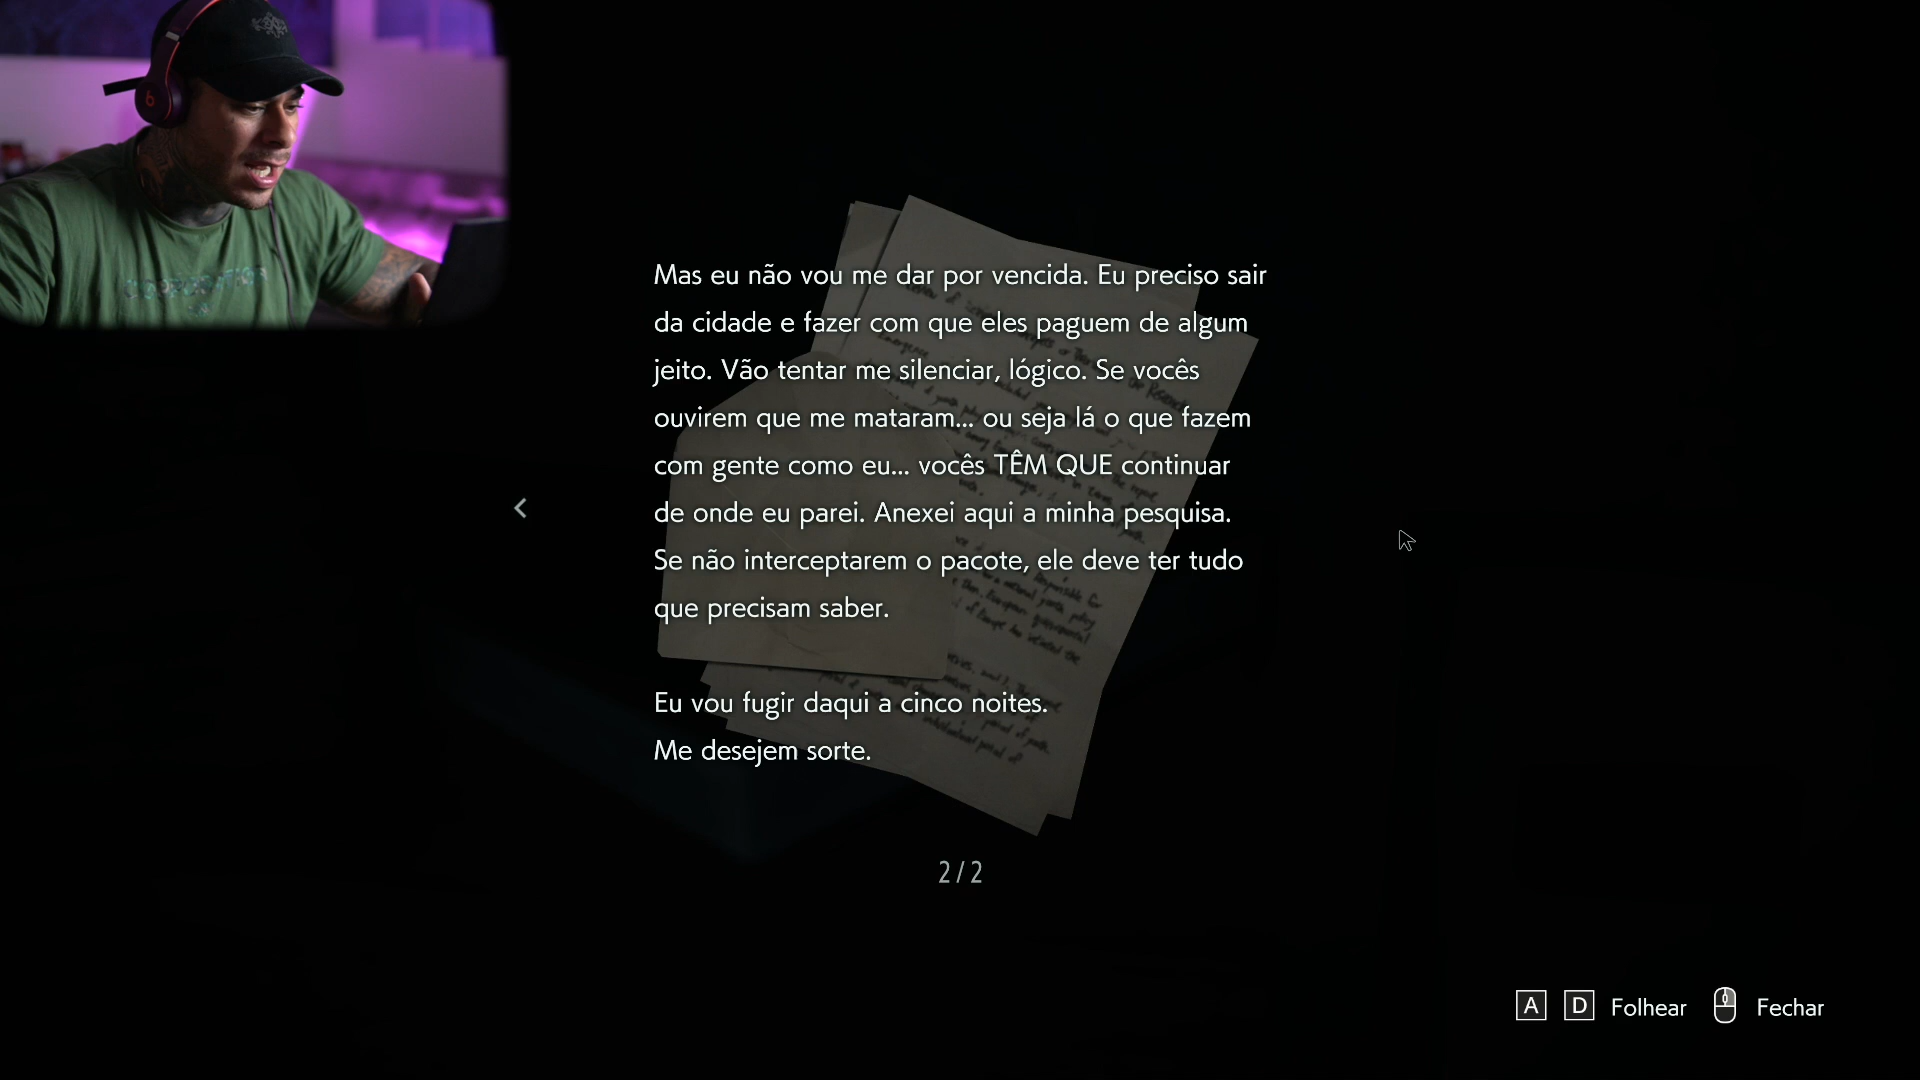 Mas eu não vou me dar por vencida. Eu preciso sair
da cidade e fazer com que eles paguem de algum
jeito. Vão tentar me silenciar, lógico. Se vocês
ouvirem que me mataram... ou seja lá o que fazem
com gente como eu... vocês TÊM QUE continuar
de onde eu parei. Anexei aqui a minha pesquisa.
Se não interceptarem o pacote, ele deve ter tudo
que precisam saber.
Eu vou fugir daqui a cinco noites.
Me desejem sorte.
2 / 2
A D Folhear Fechar